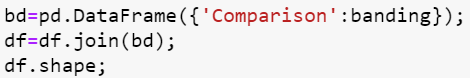 bd=pd.DataFrame({'Comparison':banding});
df=df.join(bd);
df.shape;